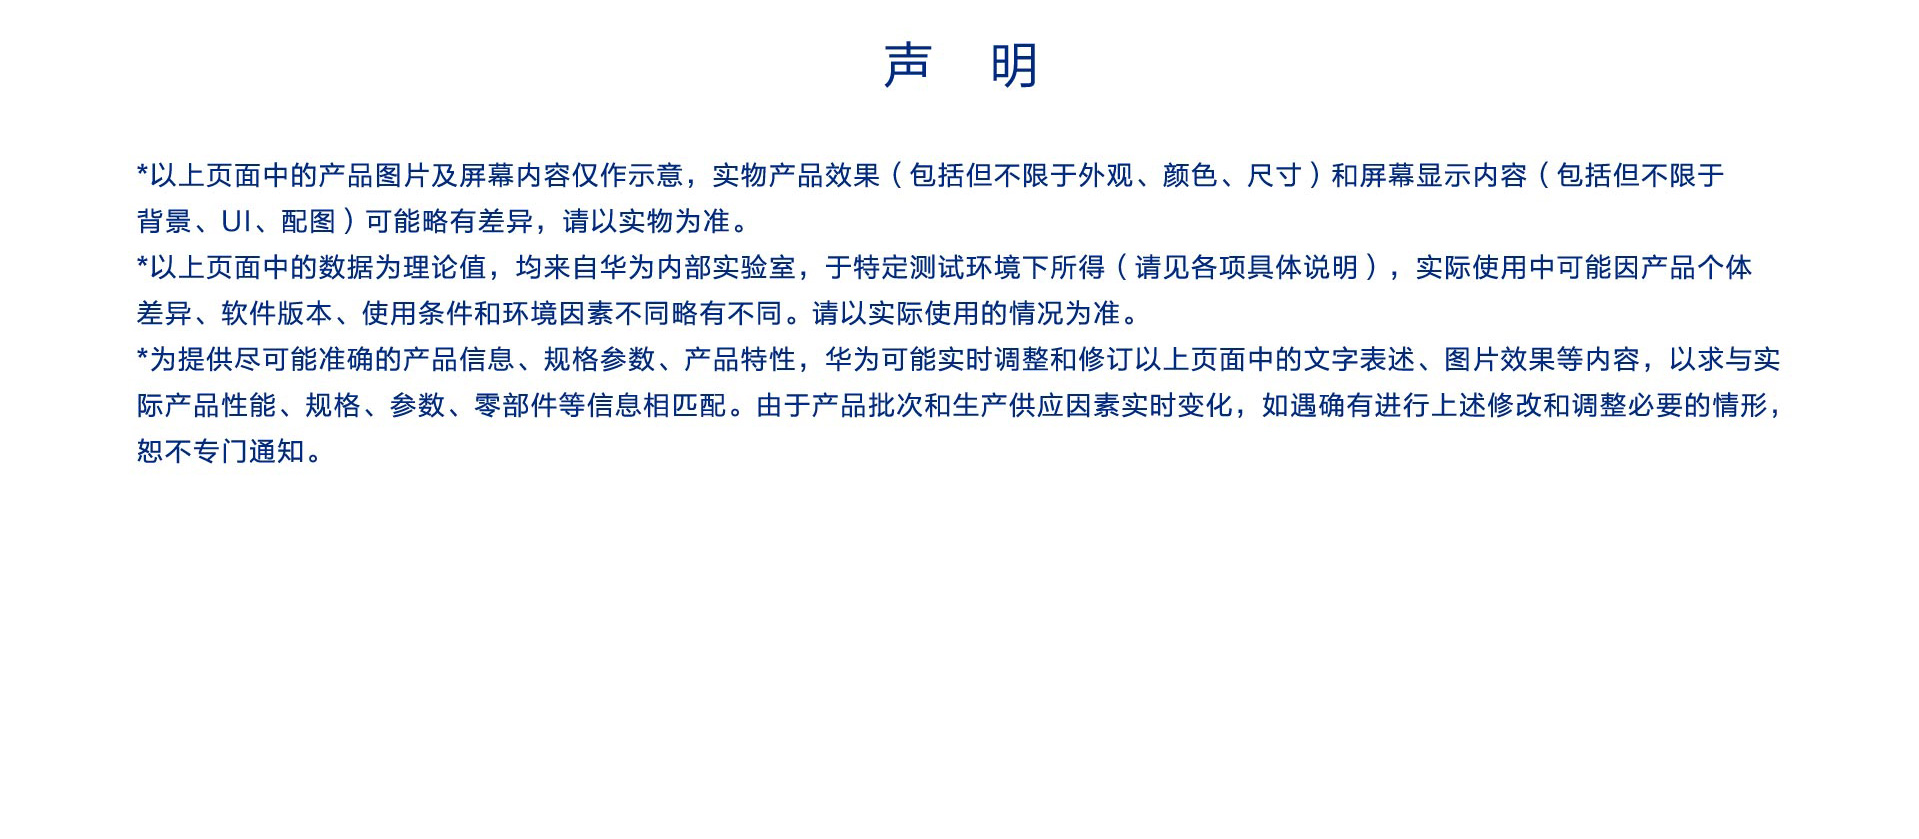 声 明
*以上页面中的产品图片及屏幕内容仅作示意，实物产品效果（包括但不限于外观、颜色、尺寸）和屏幕显示内容（包括但不限于
背景、UI、配图）可能略有差异，请以实物为准。
*以上页面中的数据为理论值，均来自华为内部实验室，于特定测试环境下所得（请见各项具体说明），实际使用中可能因产品个体
差异、软件版本、使用条件和环境因素不同略有不同。请以实际使用的情况为准。
*为提供尽可能准确的产品信息、规格参数、产品特性，华为可能实时调整和修订以上页面中的文字表述、图片效果等内容，以求与实
际产品性能、规格、参数、零部件等信息相匹配。由于产品批次和生产供应因素实时变化，如遇确有进行上述修改和调整必要的情形，
恕不专门通知。